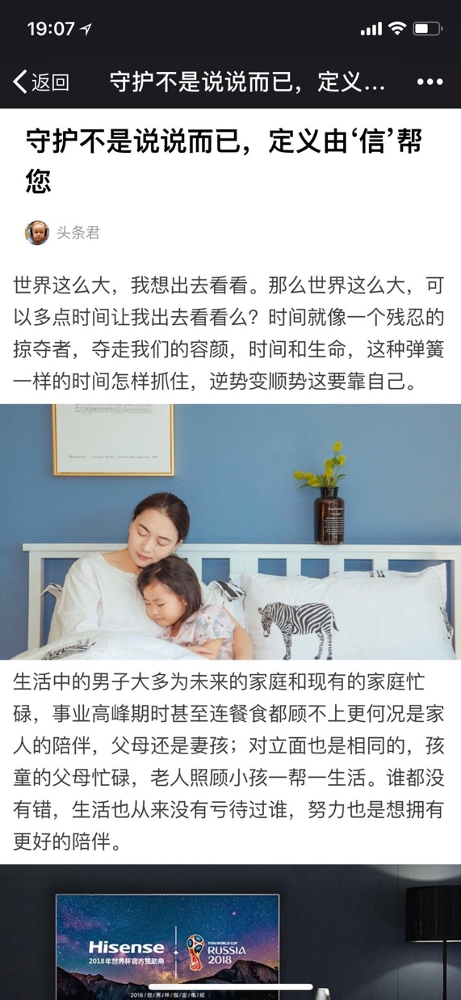 19:07
返回
守护不是说说而已，定义...
守护不是说说而已，定义由‘信’帮
您
头条君
世界这么大，我想出去看看。那么世界这么大，可
以多点时间让我出去看看么？时间就像一个残忍的
掠夺者，夺走我们的容颜，时间和生命，这种弹簧
一样的时间怎样抓住，逆势变顺势这要靠自己。
生活中的男子大多为未来的家庭和现有的家庭忙
碌，事业高峰期时甚至连餐食都顾不上更何况是家
人的陪伴，父母还是妻孩；对立面也是相同的，孩
童的父母忙碌，老人照顾小孩一帮一生活。谁都没
有错，生活也从来没有亏待过谁，努力也是想拥有
更好的陪伴。
Hisense
2018年世界杯官方赞助商
FIFA WORLD CUP
RUSSIA
2018
2018/世/界/杯/指/定/电/视